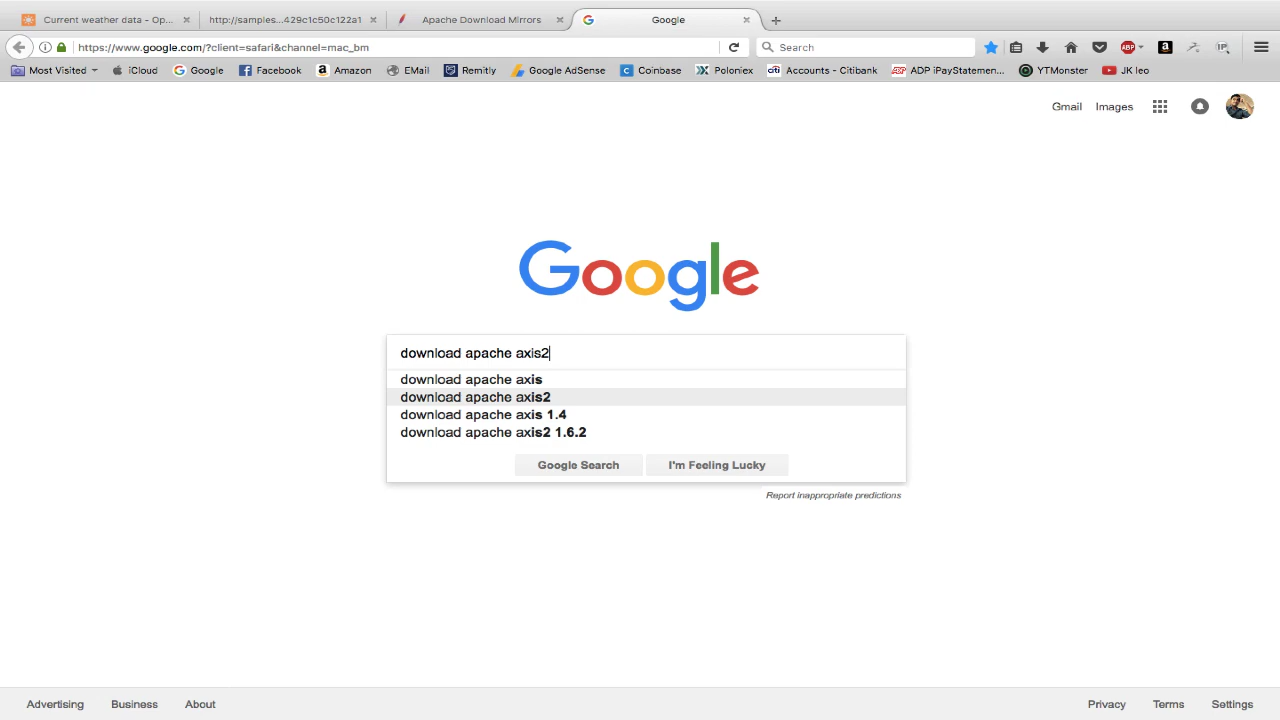 Current weather data - Op...
http://samples...429c1c50c122a1
Apache Download Mirrors
Google
https://www.google.com/?client=safari&channel=mac_bm
Search
ABP
a
IP
Most Visited
iCloud
G Google
Facebook
a Amazon
EMail
Remitly
Google AdSense
C Coinbase
Poloniex
citi Accounts - Citibank
ADP iPayStatemen...
YTMonster
JK leo
Gmail
Images
Google
download apache axis2
download apache axis
download apache axis2
download apache axis 1.4
download apache axis2 1.6.2
Google Search
I'm Feeling Lucky
Report inappropriate predictions
Advertising
Business
About
Privacy
Terms
Settings